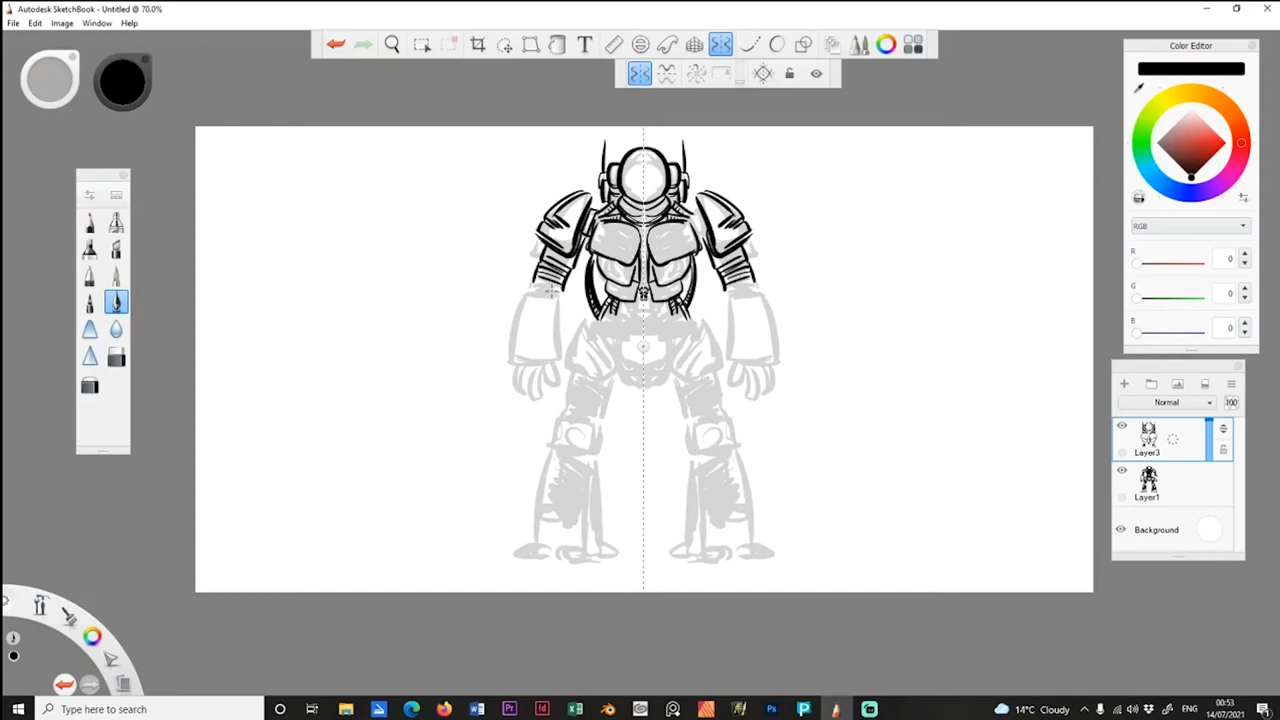 Autodesk SketchBook - Untitled @ 70.0%
File Edit Image Window Help
Color Editor
RGB
R 0
G 0
B 0
Normal 100
Layer3
Layer1
Background
Type here to search
14°C Cloudy
ENG
00:53
14/07/2021